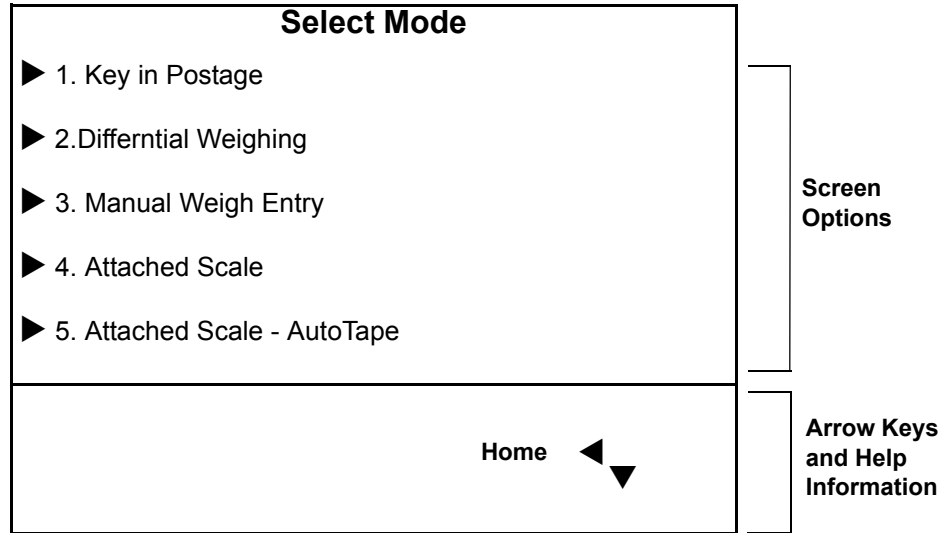 Select Mode
▶ 1. Key in Postage
▶ 2.Differntial Weighing
▶ 3. Manual Weigh Entry
▶ 4. Attached Scale
▶ 5. Attached Scale - AutoTape
Screen
Options
Home ◀
▼
Arrow Keys
and Help
Information